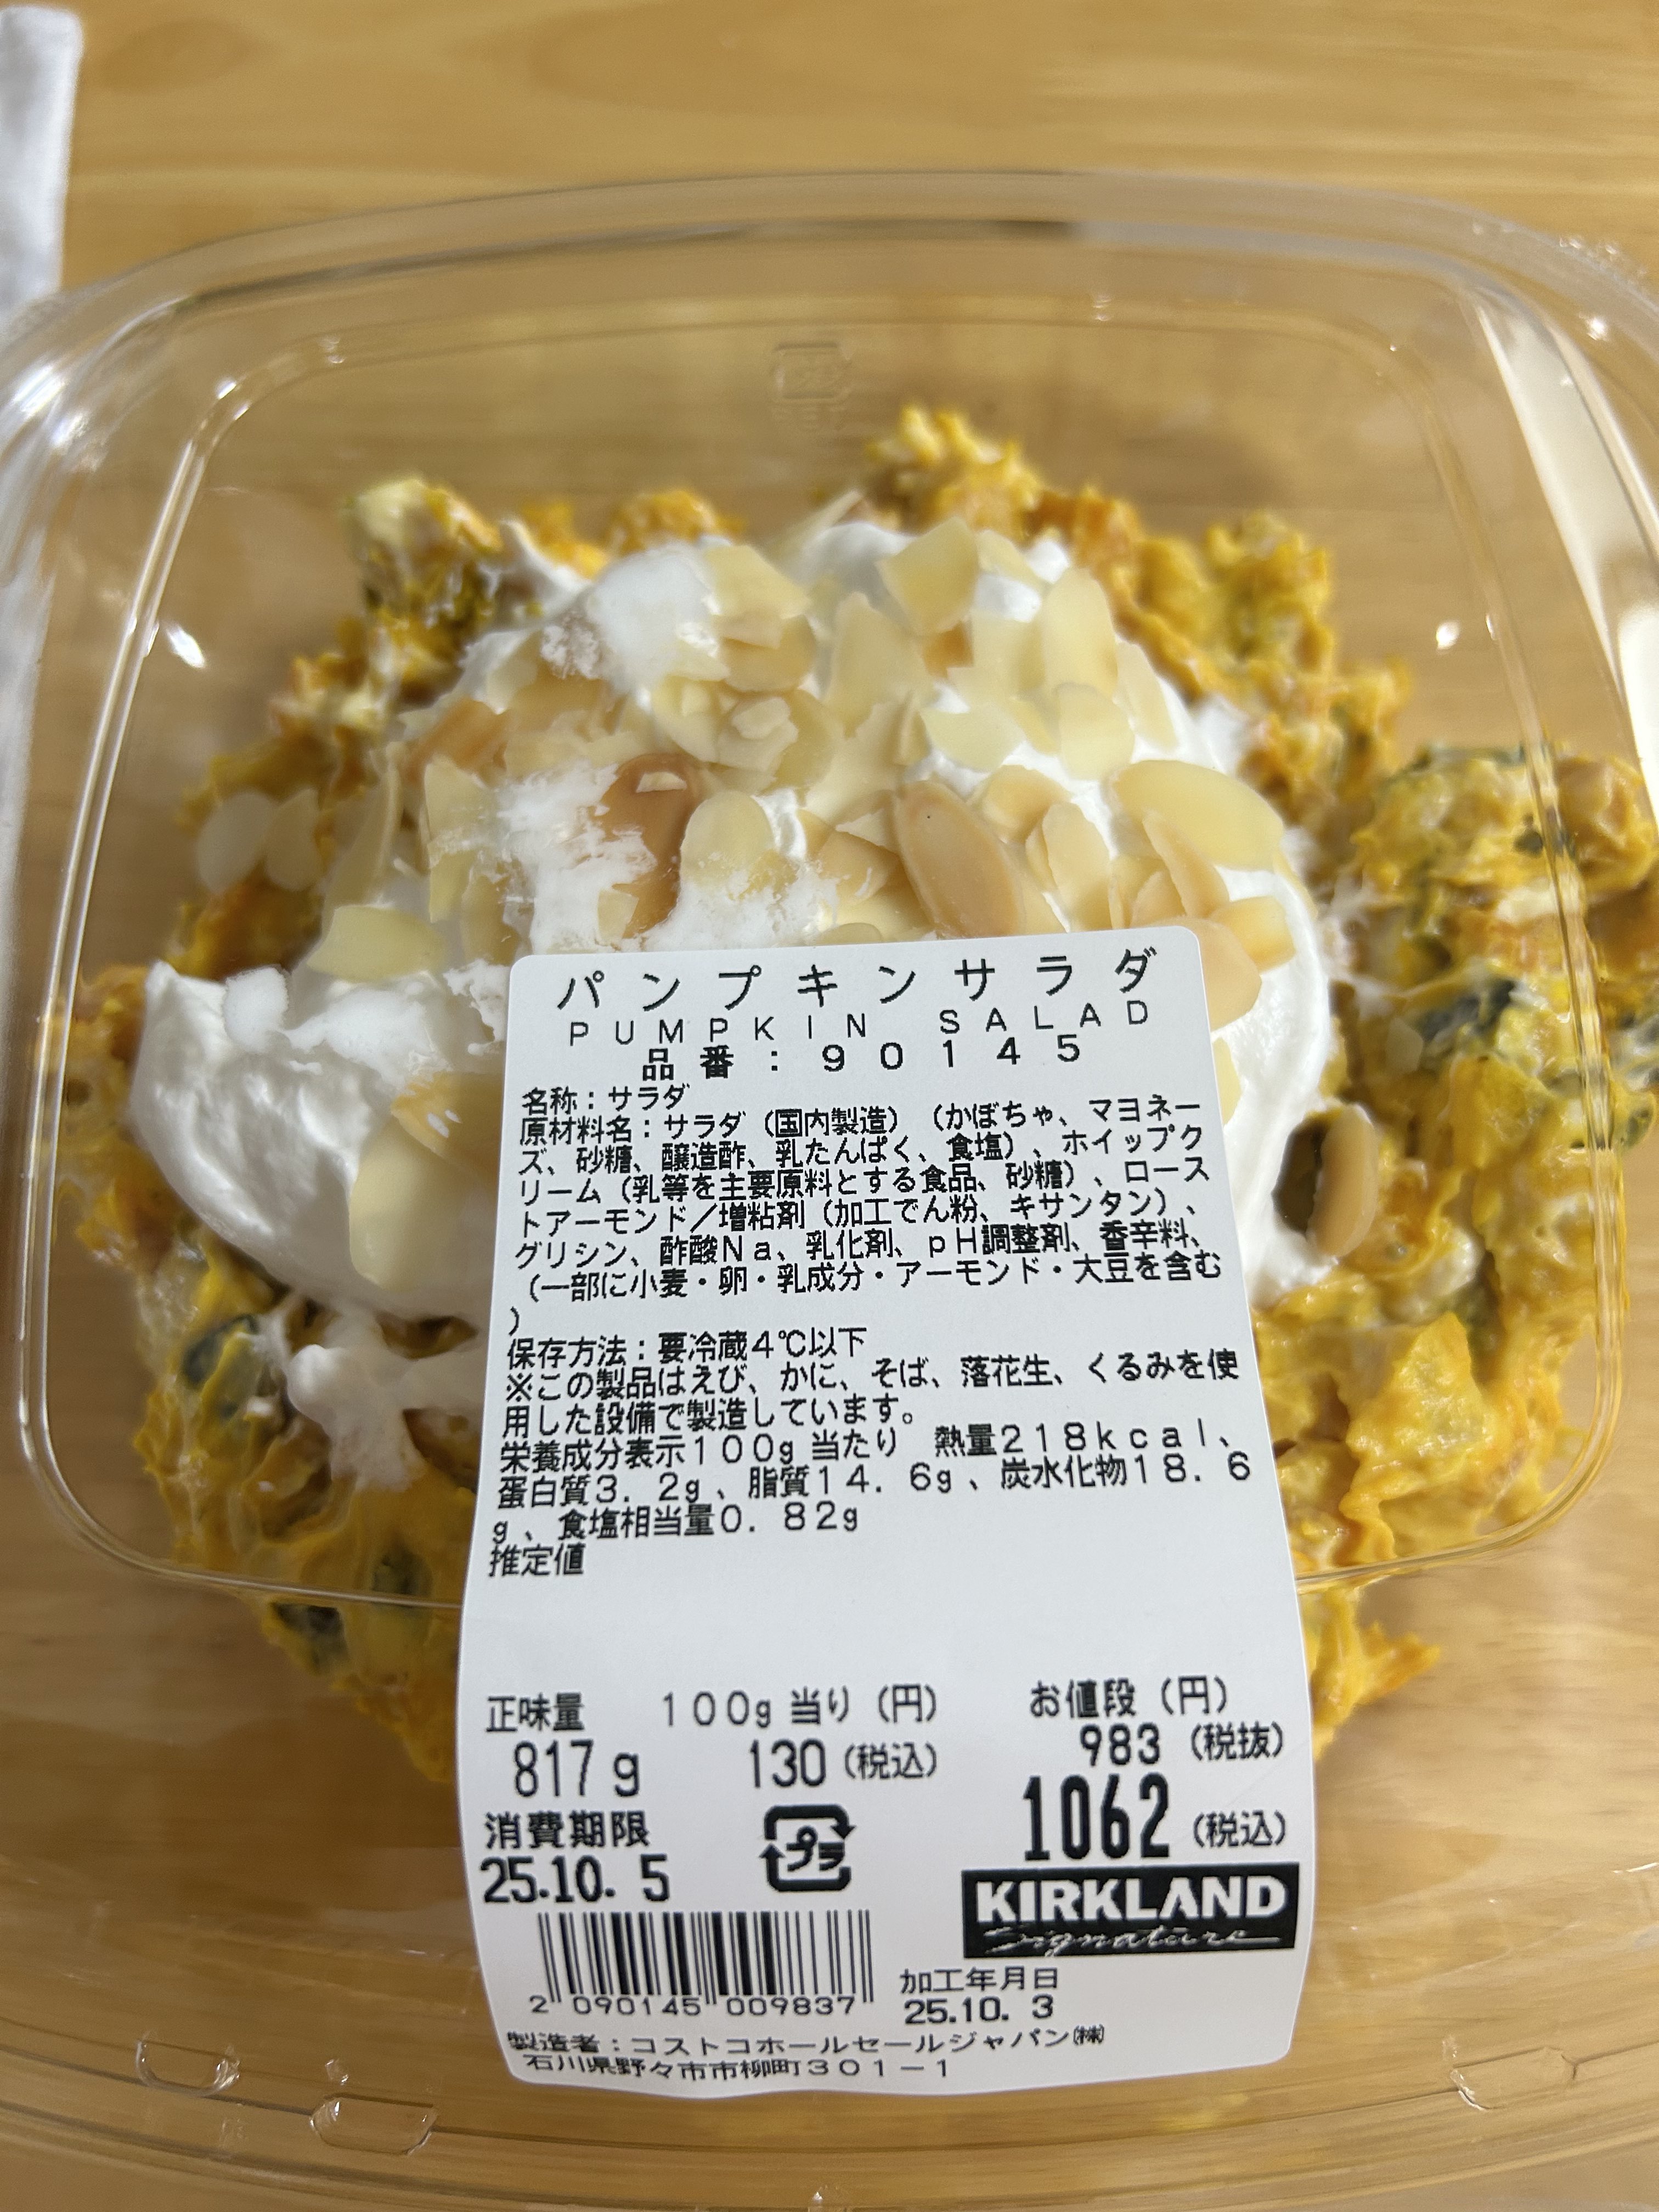 パンプキンサラダ
PUMPKIN SALAD
品番：90145
名称：サラダ
原材料名：サラダ（国内製造）（かぼちゃ、マヨネー
ズ、砂糖、醸造酢、乳たんぱく、食塩）、ホイップク
リーム（乳等を主要原料とする食品、砂糖）、ロース
トアーモンド／増粘剤（加工でん粉、キサンタン）、
グリシン、酢酸Ｎａ、乳化剤、ｐＨ調整剤、香辛料、
（一部に小麦・卵・乳成分・アーモンド・大豆を含む
）
保存方法：要冷蔵４℃以下
※この製品はえび、かに、そば、落花生、くるみを使
用した設備で製造しています。
栄養成分表示１００g 当たり　熱量２１８ｋｃａｌ、
蛋白質３．２g、脂質１４．６g、炭水化物１８．６
g、食塩相当量０．８２g
推定値
正味量 １００g 当り（円） お値段（円）
817 g 130（税込） 983（税抜）
1062（税込）
消費期限
25.10. 5
プラ
KIRKLAND
Signature
2 090145 009837
加工年月日
25.10. 3
製造者：コストコホールセールジャパン㈱
石川県野々市市柳町３０１－１